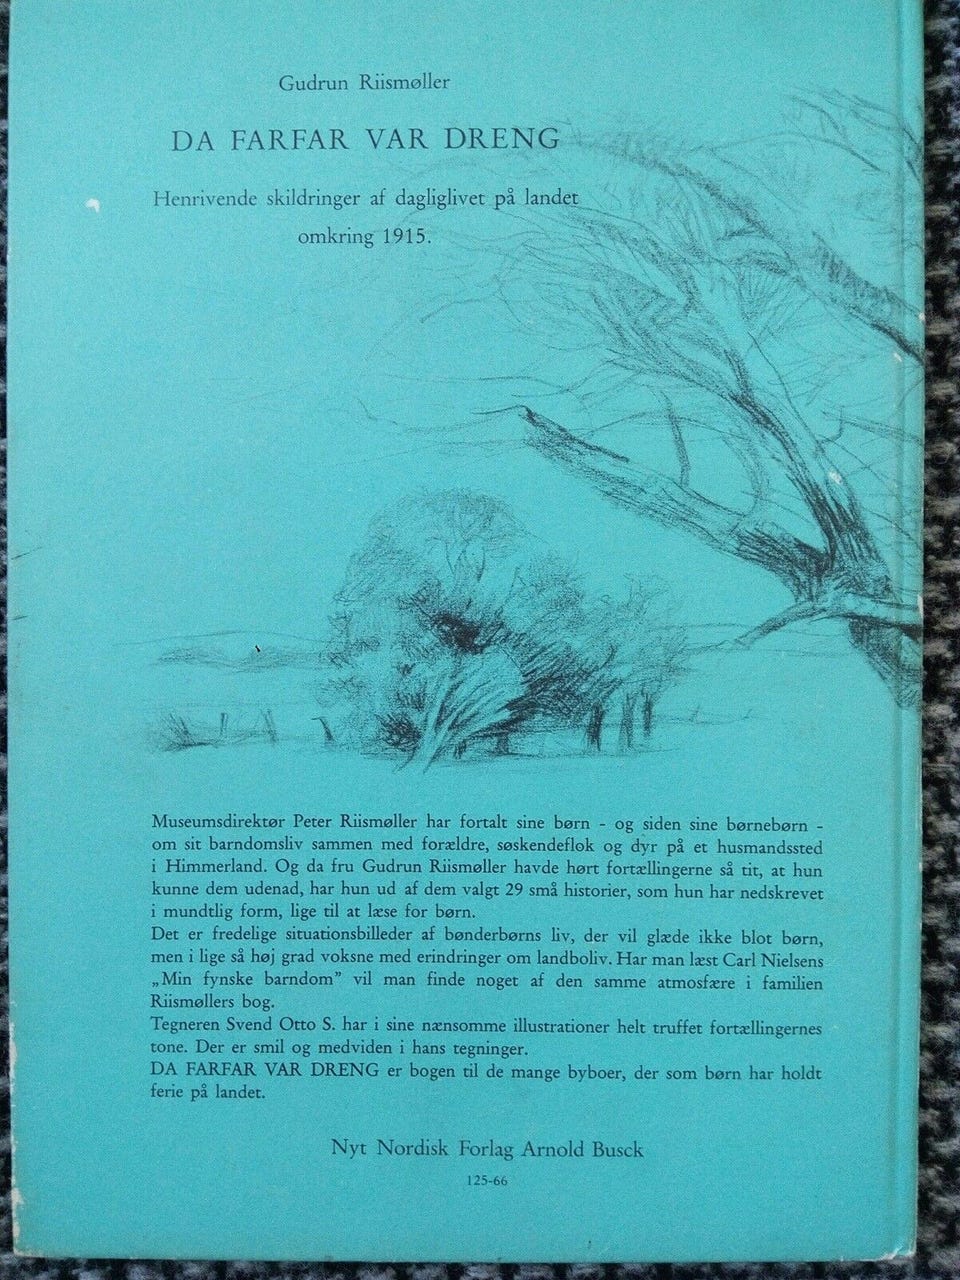 Gudrun Riismøller
DA FARFAR VAR DRENG
Henrivende skildringer af dagliglivet på landet
omkring 1915.
Museumsdirektør Peter Riismøller har fortalt sine børn - og siden sine børnebørn -
om sit barndomsliv sammen med forældre, søskendeflok og dyr på et husmandssted
i Himmerland. Og da fru Gudrun Riismøller havde hørt fortællingerne så tit, at hun
kunne dem udenad, har hun ud af dem valgt 29 små historier, som hun har nedskrevet
i mundtlig form, lige til at læse for børn.
Det er fredelige situationsbilleder af bønderbørns liv, der vil glæde ikke blot børn,
men i lige så høj grad voksne med erindringer om landboliv. Har man læst Carl Nielsens
„Min fynske barndom” vil man finde noget af den samme atmosfære i familien
Riismøllers bog.
Tegneren Svend Otto S. har i sine nænsomme illustrationer helt truffet fortællingernes
tone. Der er smil og medviden i hans tegninger.
DA FARFAR VAR DRENG er bogen til de mange byboer, der som børn har holdt
ferie på landet.
Nyt Nordisk Forlag Arnold Busck
125-66